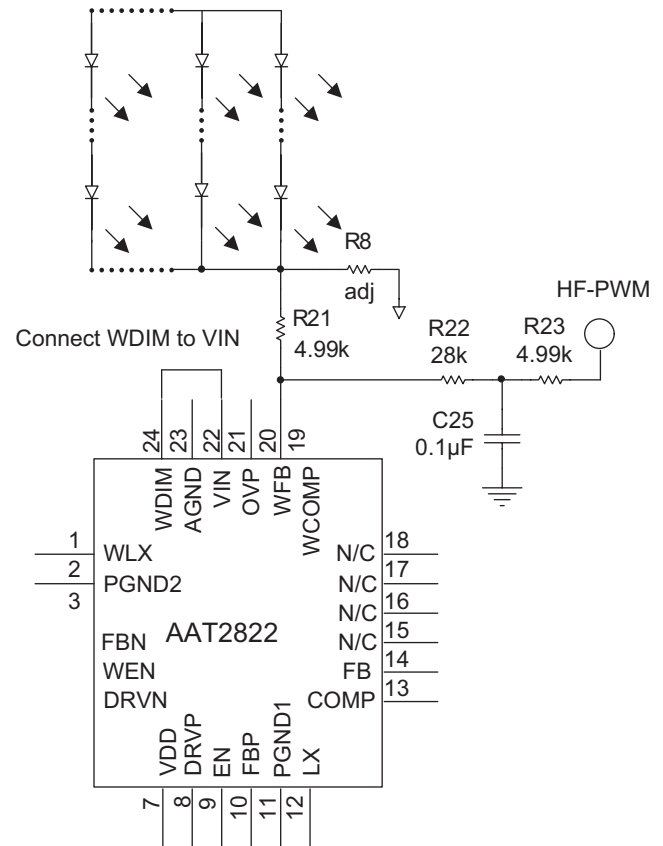 R8
adj
HF-PWM
R21
4.99k
R22
28k
R23
4.99k
Connect WDIM to VIN
C25
0.1µF
24
23
22
21
20
19
WDIM
AGND
VIN
OVP
WFB
WCOMP
1
WLX
2
PGND2
3
FBN
WEN
DRVN
AAT2822
18
N/C
17
N/C
16
N/C
15
N/C
14
FB
13
COMP
VDD
DRVP
EN
FBP
PGND1
LX
7
8
9
10
11
12